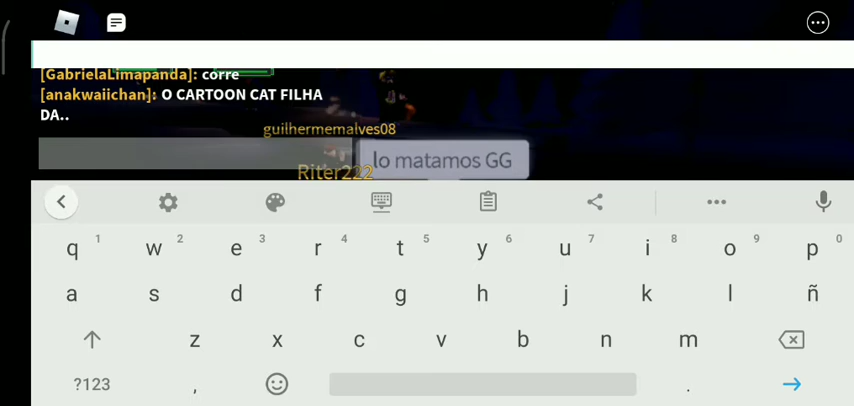 [GabrielaLimapanda]: corre
[anakwaiichan]: O CARTOON CAT FILHA
DA..
guilhermemalves08
lo matamos GG
Riter222
q 1 w 2 e 3 r 4 t 5 y 6 u 7 i 8 o 9 p 0
a s d f g h j k l ñ
z x c v b n m
?123 , .